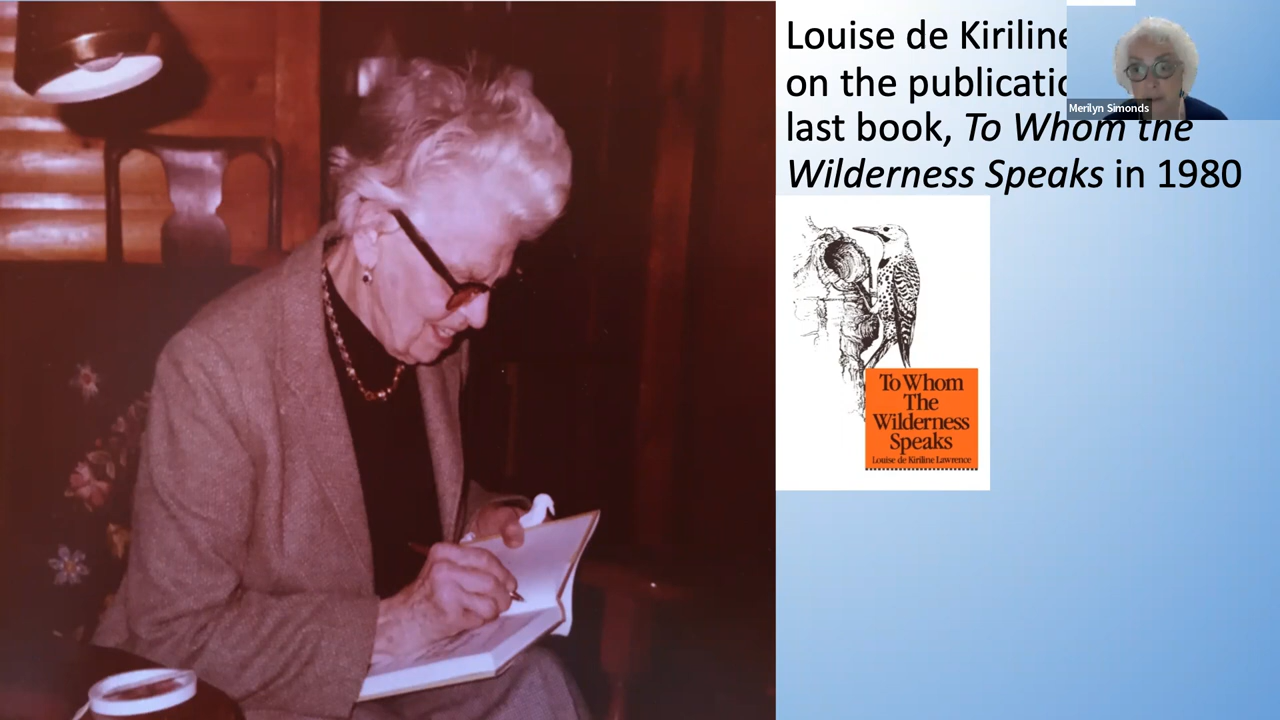 Louise de Kiriline
on the
last book, To Whom the
Wilderness Speaks in 1980
Merilyn Simonds
To Whom
The
Wilderness
Speaks
Louise de Kiriline Lawrence